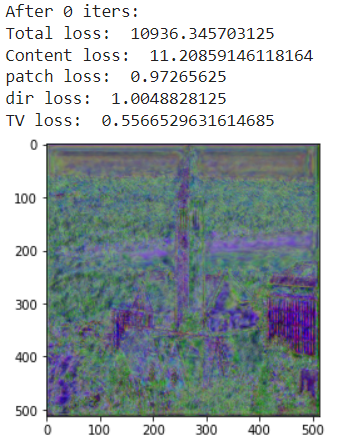 After 0 iters:
Total loss:  10936.345703125
Content loss:  11.20859146118164
patch loss:  0.97265625
dir loss:  1.0048828125
TV loss:  0.5566529631614685
0
100
200
300
400
500
0 100 200 300 400 500